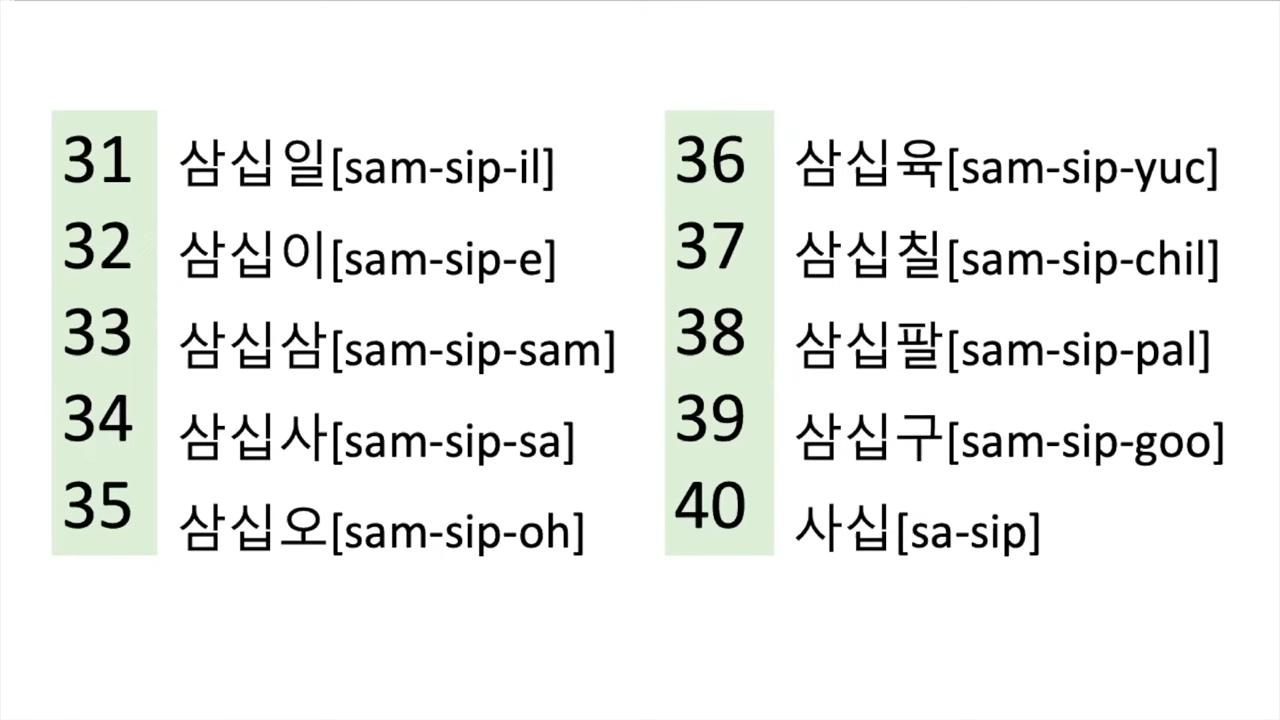 31 삼십일[sam-sip-il]
32 삼십이[sam-sip-e]
33 삼십삼[sam-sip-sam]
34 삼십사[sam-sip-sa]
35 삼십오[sam-sip-oh]
36 삼십육[sam-sip-yuc]
37 삼십칠[sam-sip-chil]
38 삼십팔[sam-sip-pal]
39 삼십구[sam-sip-goo]
40 사십[sa-sip]